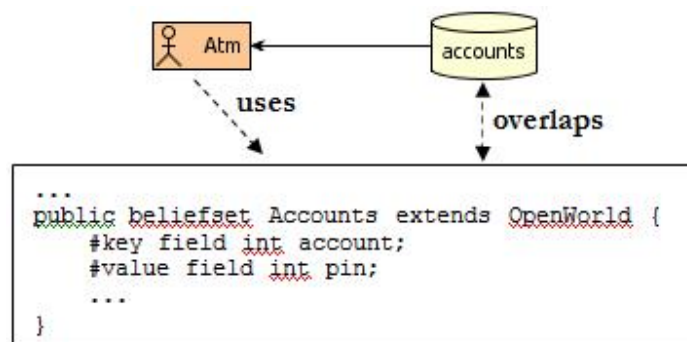 Atm
accounts
uses
overlaps
...
public beliefset Accounts extends OpenWorld {
#key field int account;
#value field int pin;
...
}